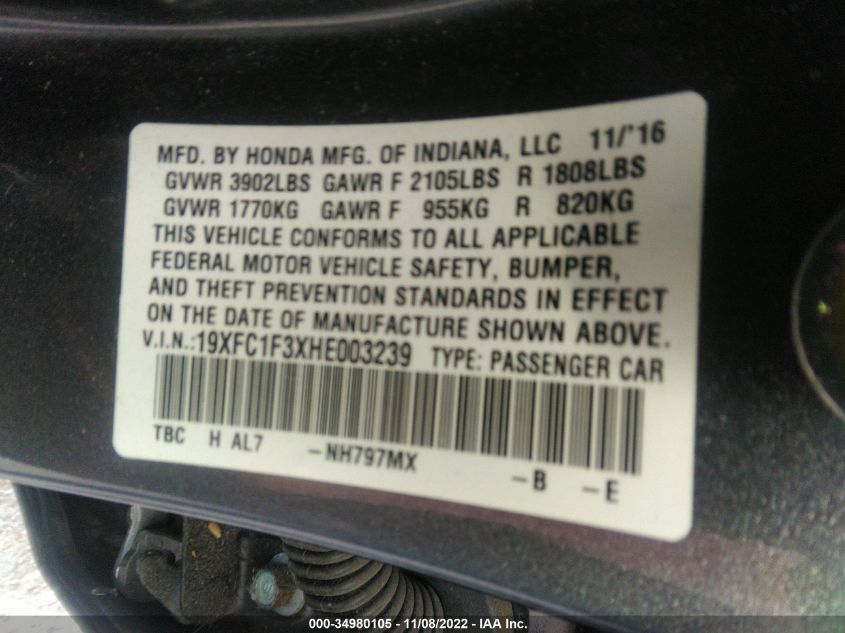 MFD. BY HONDA MFG. OF INDIANA, LLC 11/'16
GVWR 3902LBS GAWR F 2105LBS R 1808LBS
GVWR 1770KG GAWR F 955KG R 820KG
THIS VEHICLE CONFORMS TO ALL APPLICABLE
FEDERAL MOTOR VEHICLE SAFETY, BUMPER,
AND THEFT PREVENTION STANDARDS IN EFFECT
ON THE DATE OF MANUFACTURE SHOWN ABOVE.
V.I.N.:19XFC1F3XHE003239 TYPE: PASSENGER CAR
TBC H AL7 -NH797MX -B -E
000-34980105 - 11/08/2022 - IAA Inc.